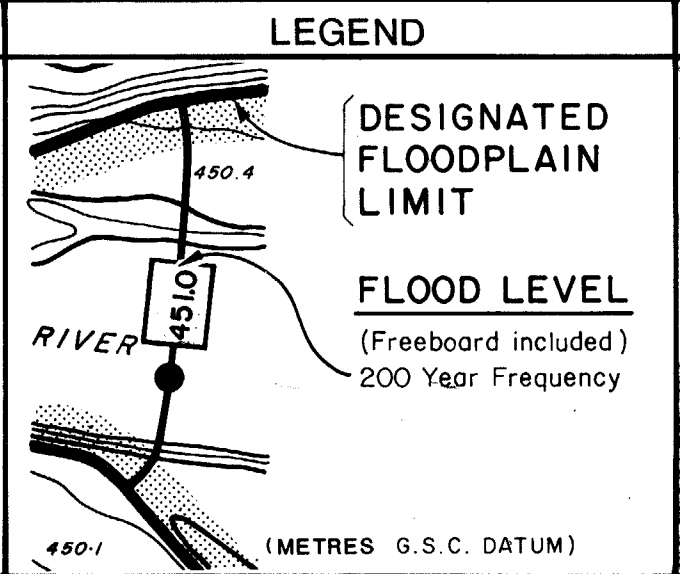 LEGEND
DESIGNATED
FLOODPLAIN
LIMIT
450.4
451.0
FLOOD LEVEL
(Freeboard included)
200 Year Frequency
RIVER
450.1
(METRES G.S.C. DATUM)